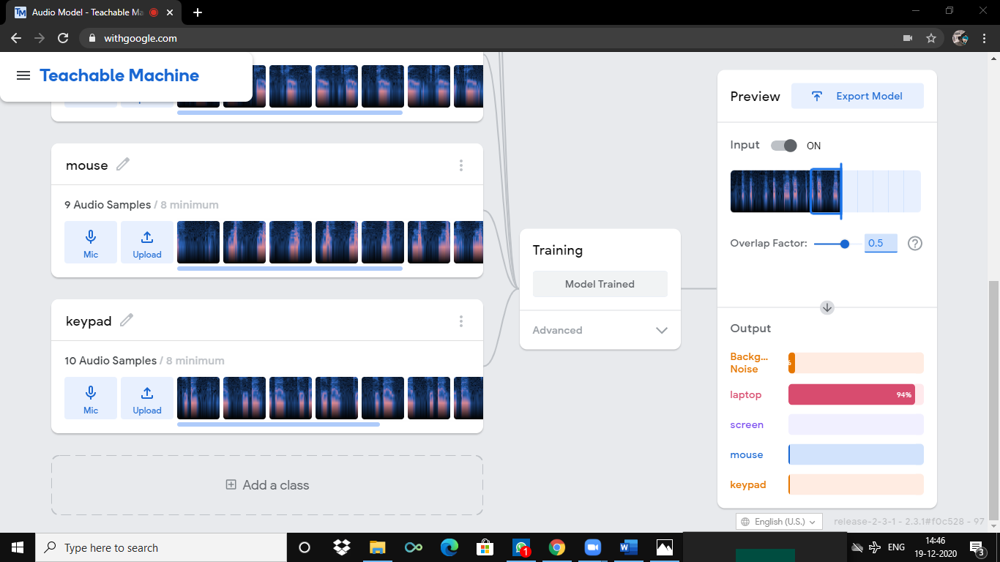 Audio Model - Teachable Ma
withgoogle.com
Teachable Machine
mouse
9 Audio Samples / 8 minimum
Mic
Upload
keypad
10 Audio Samples / 8 minimum
Mic
Upload
Add a class
Training
Model Trained
Advanced
Preview
Export Model
Input
ON
Overlap Factor:
0.5
Output
Backg...
Noise
laptop
94%
screen
mouse
keypad
English (U.S.)
release-2-3-1 - 2.3.1#f0c528 - 97
Type here to search
1
W
ENG
14:46
19-12-2020
3